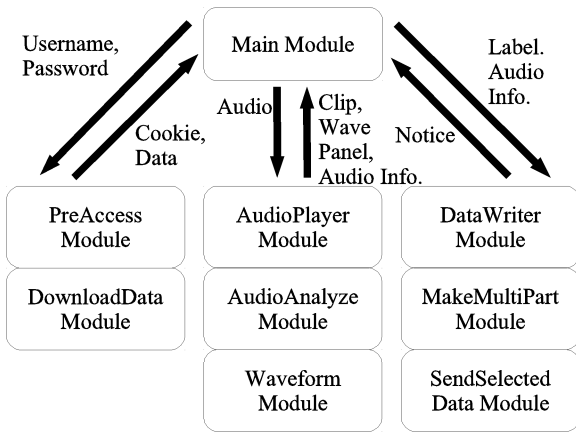 Main Module
Username,
Password
Cookie,
Data
Audio
Clip,
Wave
Panel,
Audio Info.
Notice
Label.
Audio
Info.
PreAccess
Module
DownloadData
Module
AudioPlayer
Module
AudioAnalyze
Module
Waveform
Module
DataWriter
Module
MakeMultiPart
Module
SendSelected
Data Module